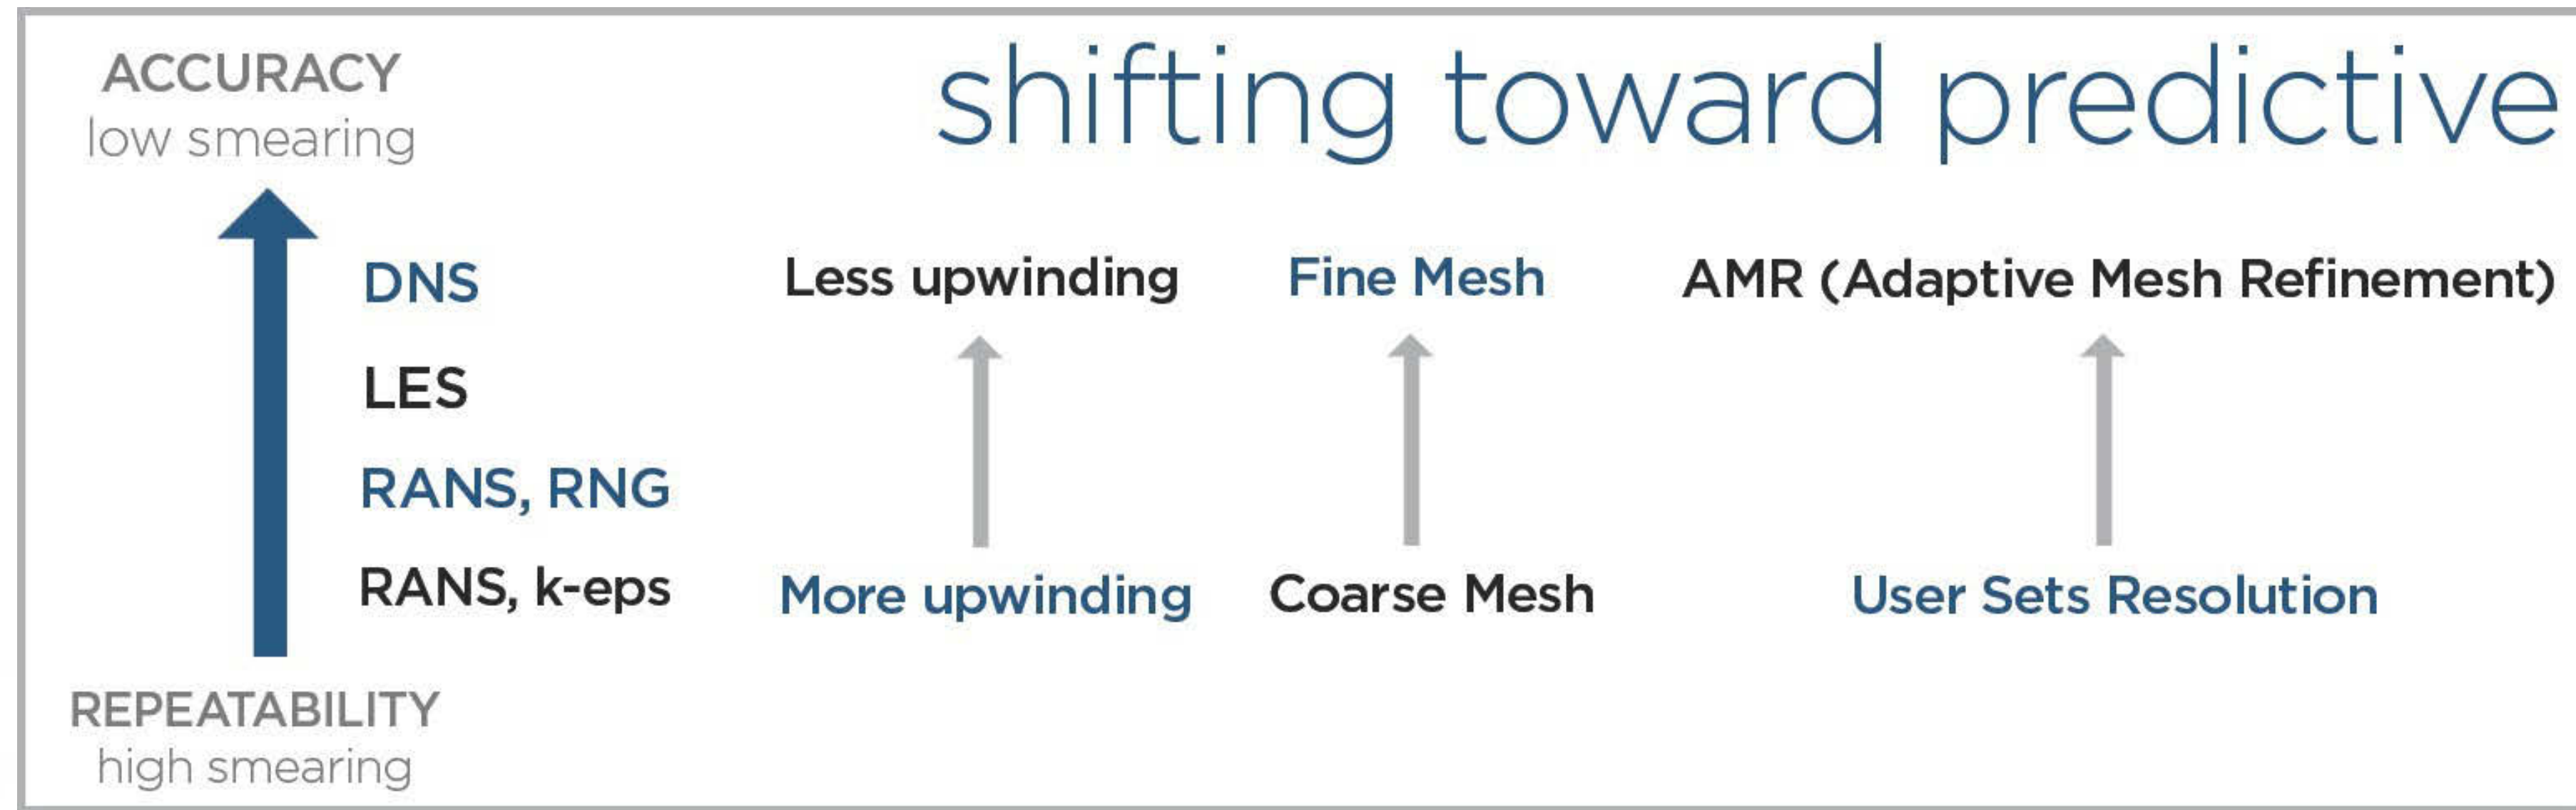 ACCURACY
low smearing
shifting toward predictive
DNS
LES
RANS, RNG
RANS, k-eps
Less upwinding
More upwinding
Fine Mesh
Coarse Mesh
AMR (Adaptive Mesh Refinement)
User Sets Resolution
REPEATABILITY
high smearing